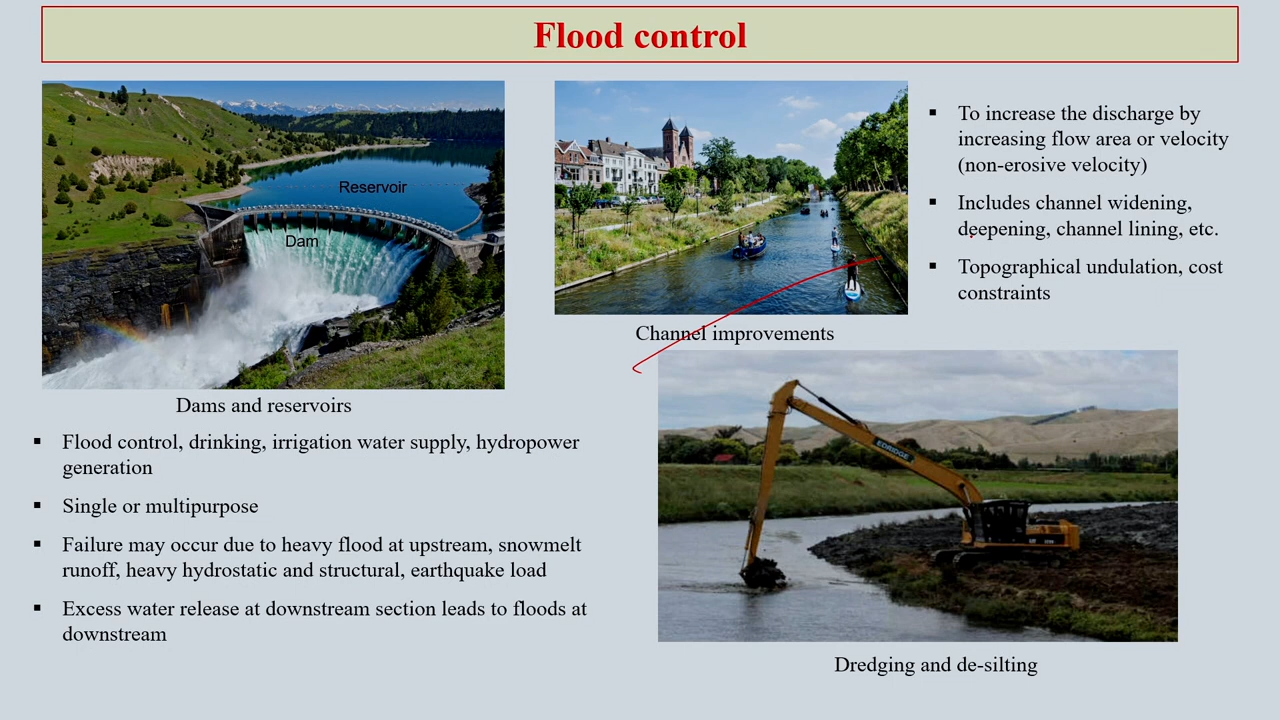 Flood control
Reservoir
Dam
Dams and reservoirs
▪ Flood control, drinking, irrigation water supply, hydropower
generation
▪ Single or multipurpose
▪ Failure may occur due to heavy flood at upstream, snowmelt
runoff, heavy hydrostatic and structural, earthquake load
▪ Excess water release at downstream section leads to floods at
downstream
Channel improvements
▪ To increase the discharge by
increasing flow area or velocity
(non-erosive velocity)
▪ Includes channel widening,
deepening, channel lining, etc.
▪ Topographical undulation, cost
constraints
EDRIDGE
Dredging and de-silting